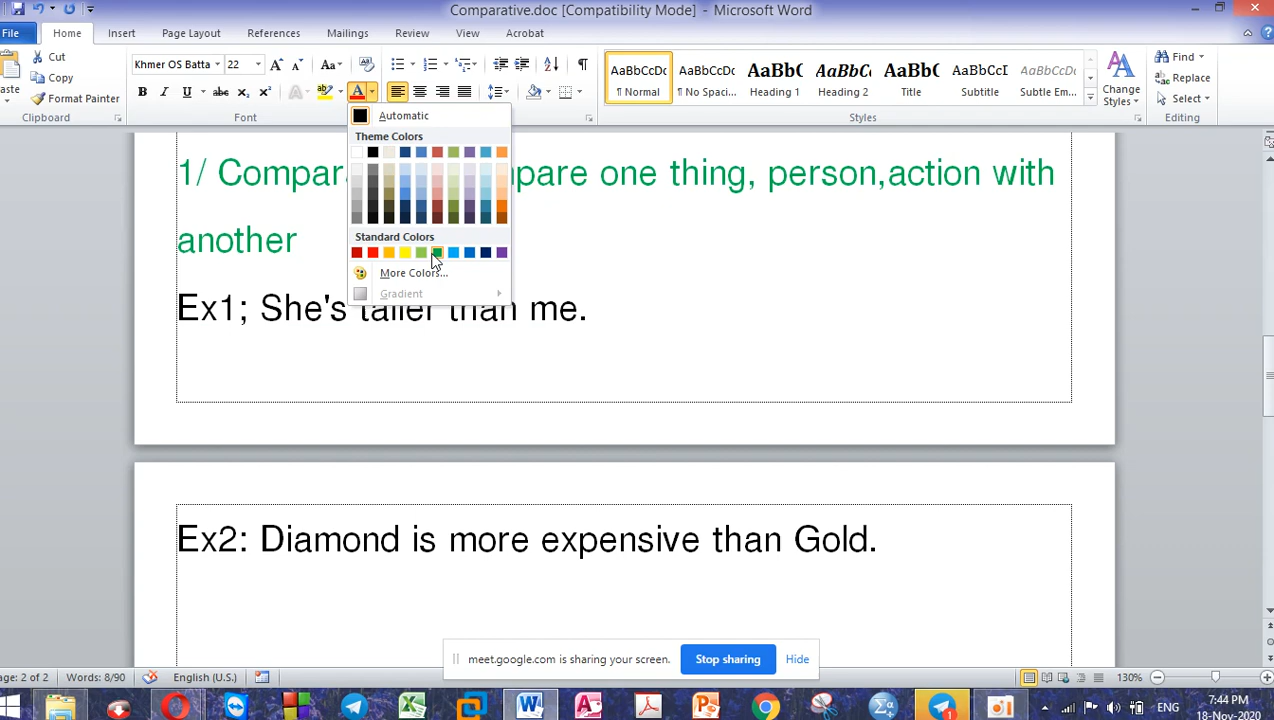 Comparative.doc [Compatibility Mode] - Microsoft Word
File Home Insert Page Layout References Mailings Review View Acrobat
Cut
Copy
Format Painter
Clipboard
Khmer OS Batta 22
Font
AaBbCcDc AaBbCcDc AaBb( AaBbCc AaBb( AaBbCcI AaBbCcDc
¶ Normal ¶ No Spaci... Heading 1 Heading 2 Title Subtitle Subtle Em...
Styles
Change
Styles
Find
Replace
Select
Editing
Automatic
Theme Colors
Standard Colors
More Colors...
Gradient
1/ Compar pare one thing, person,action with
another
Ex1; She's taller than me.
Ex2: Diamond is more expensive than Gold.
meet.google.com is sharing your screen. Stop sharing Hide
Page: 2 of 2 Words: 8/90 English (U.S.) 130%
ENG 7:44 PM
18-Nov-2020